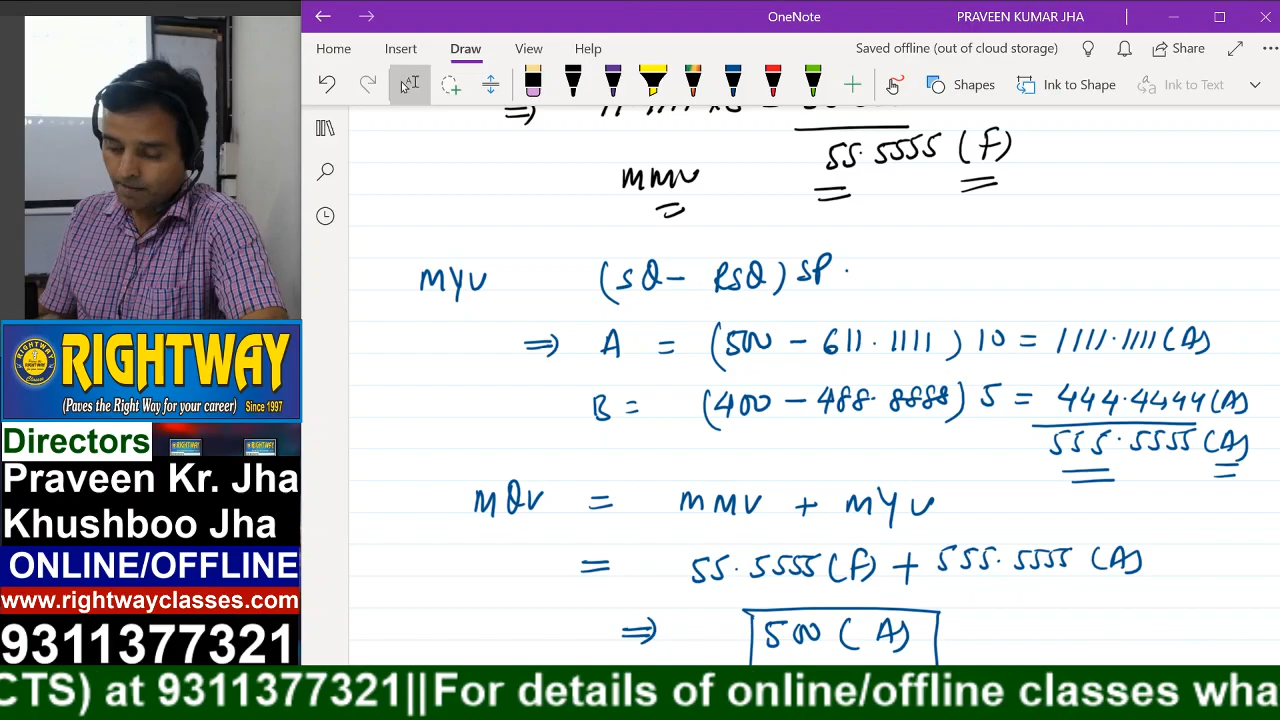 OneNote
PRAVEEN KUMAR JHA
Home Insert Draw View Help
Saved offline (out of cloud storage) Share
Shapes Ink to Shape Ink to Text
55.5555 (F)
MMV
MYV (SQ - RSQ) SP.
⇒ A = (500 - 611.1111) 10 = 1111.1111 (A)
B = (400 - 488.8888) 5 = 444.4444 (A)
555.5555 (A)
MQV = MMV + MYV
= 55.5555 (F) + 555.5555 (A)
⇒ 500 (A)
RIGHTWAY
(Paves the Right Way for your career) Since 1997
Directors
Praveen Kr. Jha
Khushboo Jha
ONLINE/OFFLINE
www.rightwayclasses.com
9311377321
CTS) at 9311377321||For details of online/offline classes wha